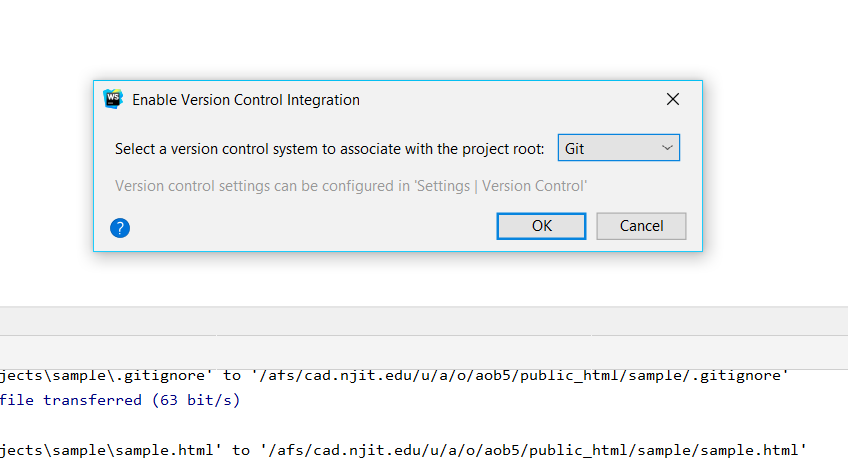 WS
Enable Version Control Integration
Select a version control system to associate with the project root: Git
Version control settings can be configured in 'Settings | Version Control'
?
OK Cancel
jects\sample\.gitignore' to '/afs/cad.njit.edu/u/a/o/aob5/public_html/sample/.gitignore'
file transferred (63 bit/s)
jects\sample\sample.html' to '/afs/cad.njit.edu/u/a/o/aob5/public_html/sample/sample.html'